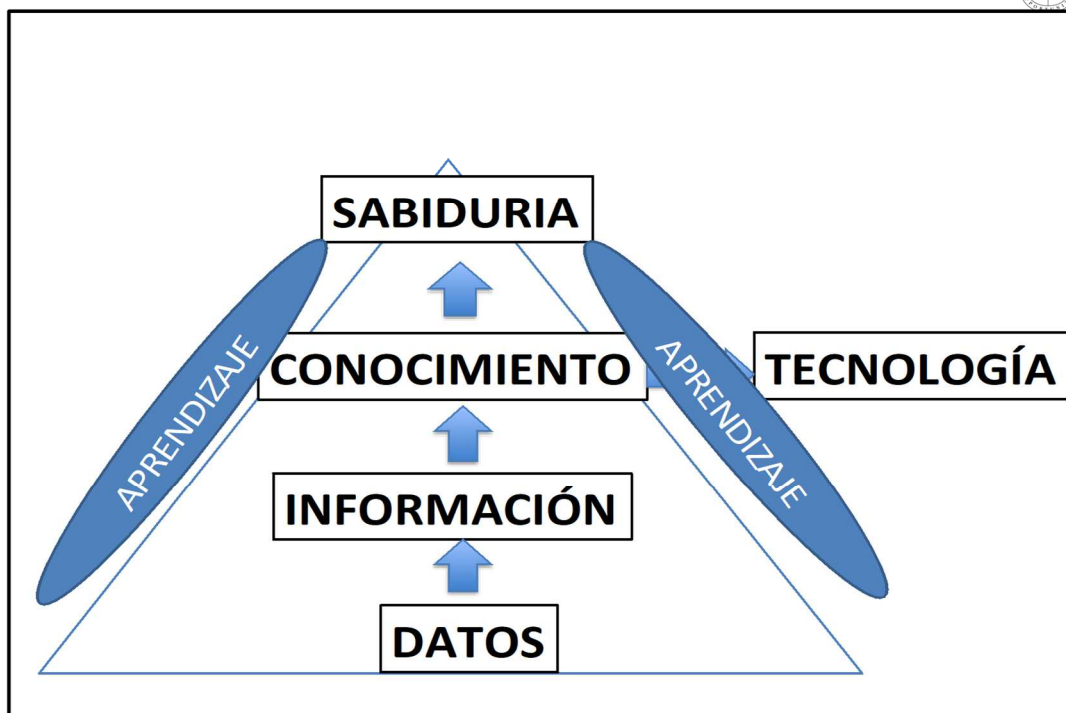 SABIDURIA
APRENDIZAJE
CONOCIMIENTO
APRENDIZAJE
TECNOLOGÍA
INFORMACIÓN
DATOS